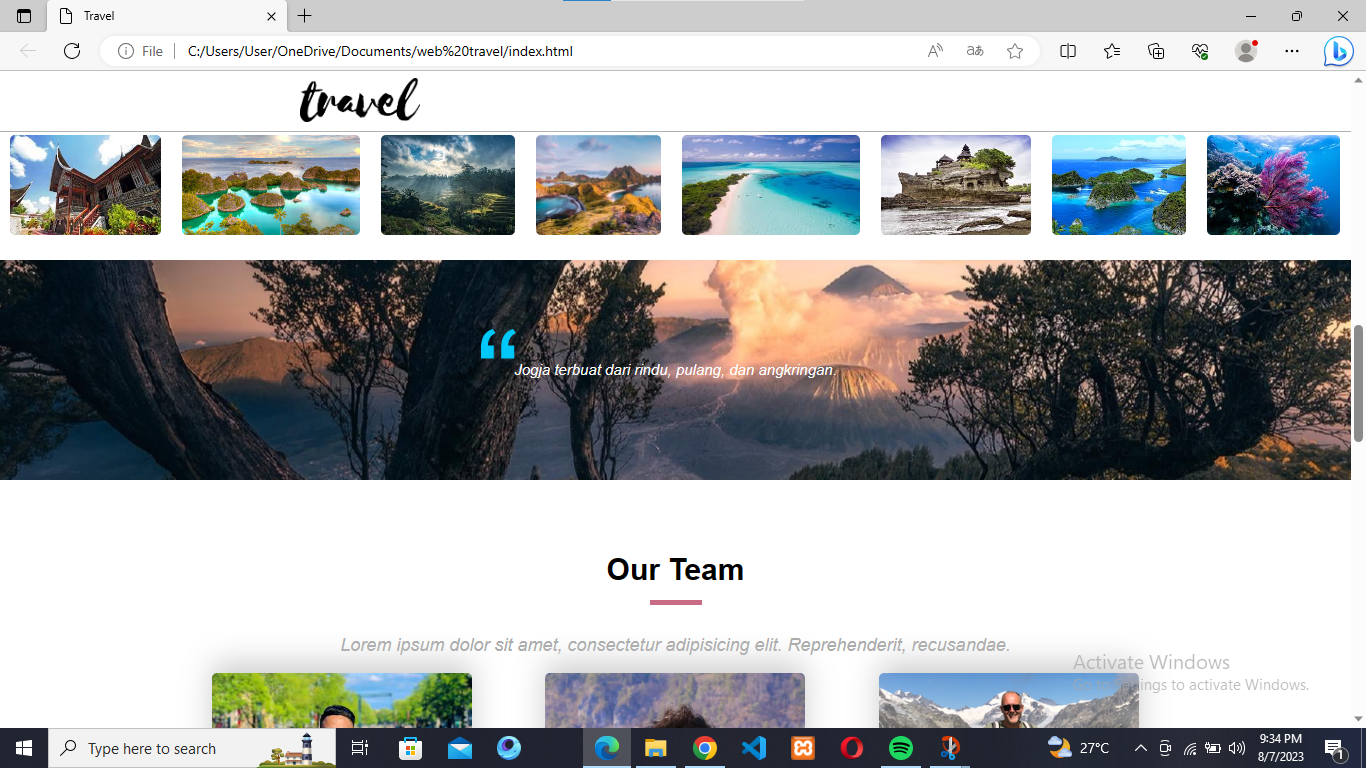 Travel
File
C:/Users/User/OneDrive/Documents/web%20travel/index.html
travel
Jogja terbuat dari rindu, pulang, dan angkringan.
Our Team
Lorem ipsum dolor sit amet, consectetur adipisicing elit. Reprehenderit, recusandae.
Activate Windows
Go to Settings to activate Windows.
Type here to search
27°C
9:34 PM
8/7/2023
1